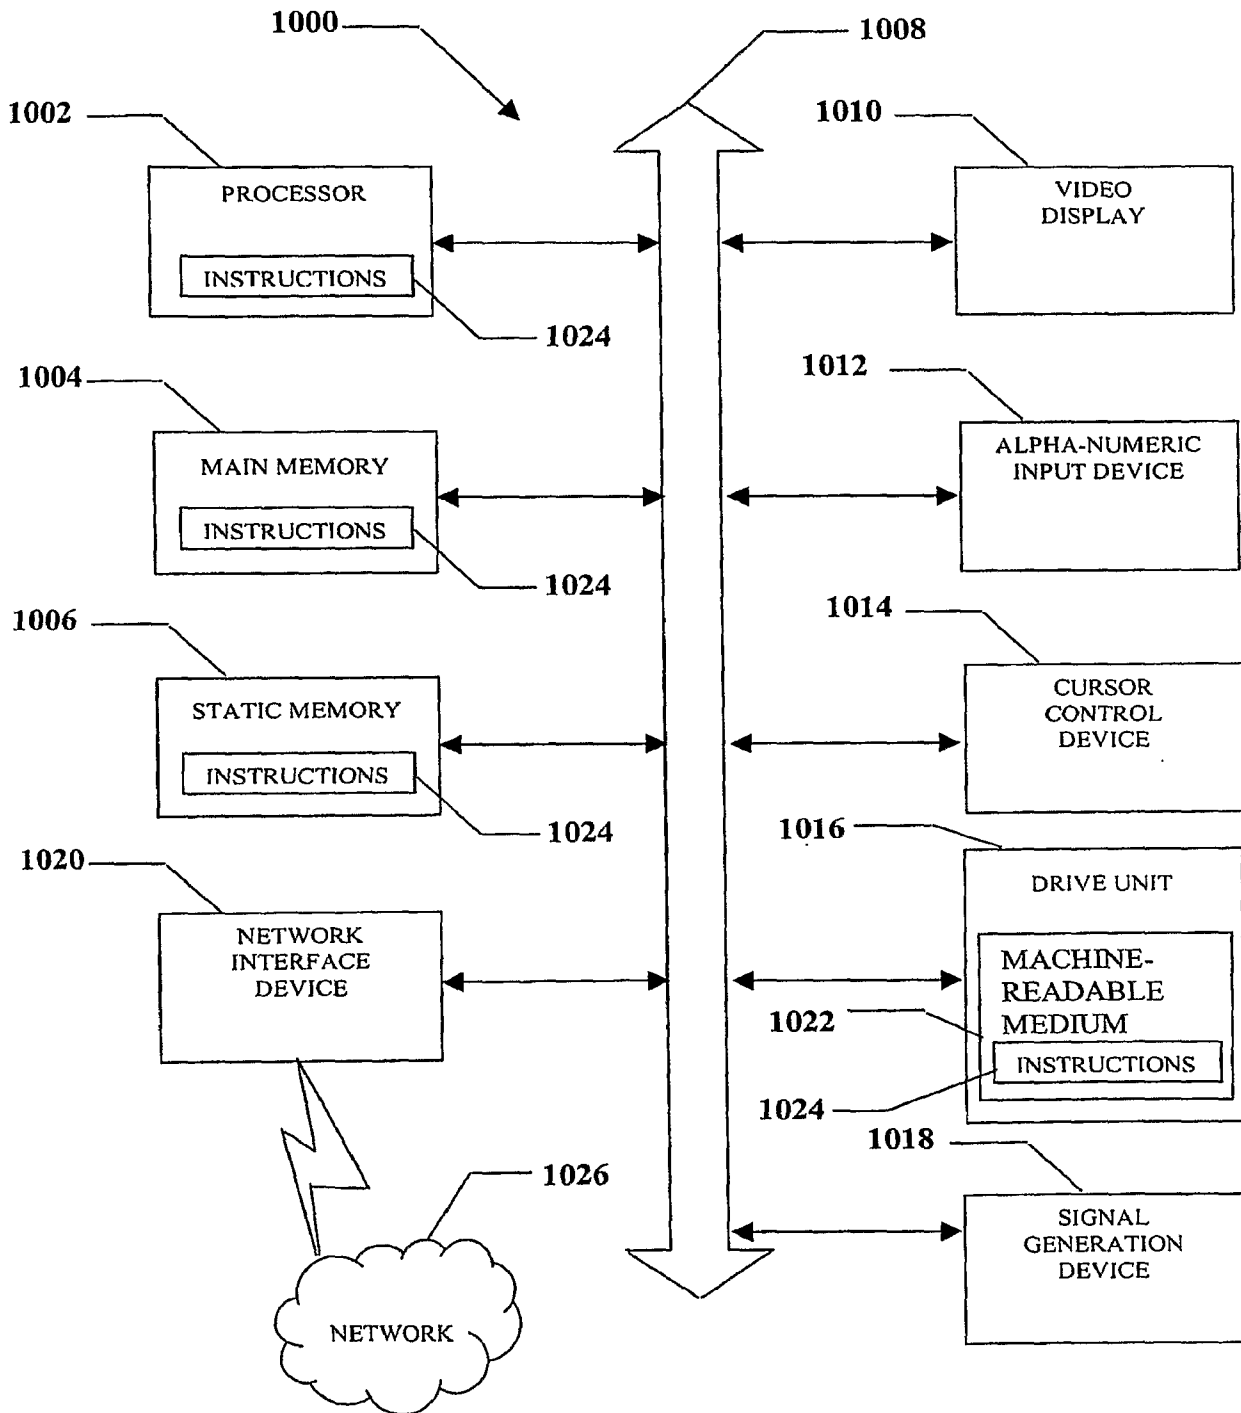 1000
1008
1002
PROCESSOR
INSTRUCTIONS
1024
1010
VIDEO
DISPLAY
1004
MAIN MEMORY
INSTRUCTIONS
1024
1012
ALPHA-NUMERIC
INPUT DEVICE
1006
STATIC MEMORY
INSTRUCTIONS
1024
1014
CURSOR
CONTROL
DEVICE
1020
NETWORK
INTERFACE
DEVICE
1016
DRIVE UNIT
MACHINE-
READABLE
MEDIUM
1022
INSTRUCTIONS
1024
1026
NETWORK
1018
SIGNAL
GENERATION
DEVICE